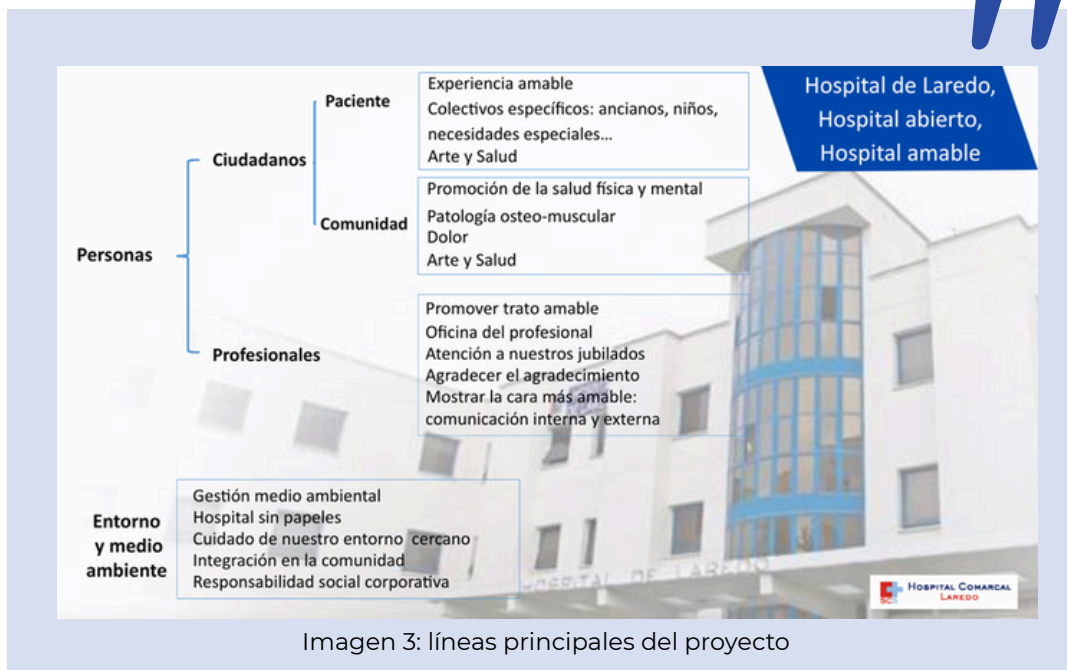 Hospital de Laredo,
Hospital abierto,
Hospital amable
Personas
Ciudadanos
Paciente
Experiencia amable
Colectivos específicos: ancianos, niños,
necesidades especiales...
Arte y Salud
Comunidad
Promoción de la salud física y mental
Patología osteo-muscular
Dolor
Arte y Salud
Profesionales
Promover trato amable
Oficina del profesional
Atención a nuestros jubilados
Agradecer el agradecimiento
Mostrar la cara más amable:
comunicación interna y externa
Entorno
y medio
ambiente
Gestión medio ambiental
Hospital sin papeles
Cuidado de nuestro entorno cercano
Integración en la comunidad
Responsabilidad social corporativa
HOSPITAL DE LAREDO
SCS
HOSPITAL COMARCAL
LAREDO
Imagen 3: líneas principales del proyecto